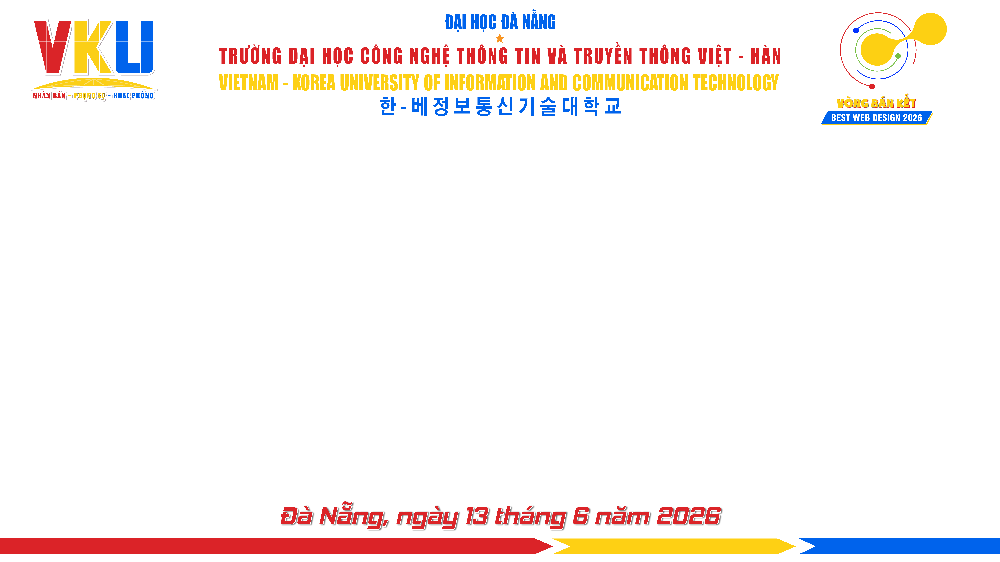 VKU
NHÂN BẢN – PHỤNG SỰ – KHAI PHÓNG
ĐẠI HỌC ĐÀ NẴNG
TRƯỜNG ĐẠI HỌC CÔNG NGHỆ THÔNG TIN VÀ TRUYỀN THÔNG VIỆT - HÀN
VIETNAM - KOREA UNIVERSITY OF INFORMATION AND COMMUNICATION TECHNOLOGY
한-베정보통신기술대학교
VÒNG BÁN KẾT
BEST WEB DESIGN 2026
Đà Nẵng, ngày 13 tháng 6 năm 2026